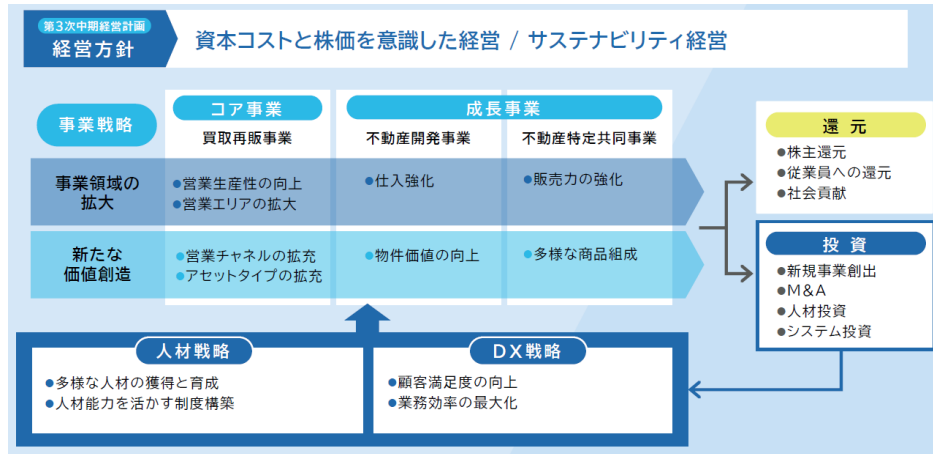 第3次中期経営計画
経営方針
資本コストと株価を意識した経営 / サステナビリティ経営
事業戦略
コア事業
成長事業
買取再販事業
不動産開発事業
不動産特定共同事業
事業領域の
拡大
●営業生産性の向上
●営業エリアの拡大
●仕入強化
●販売力の強化
新たな
価値創造
●営業チャネルの拡充
●アセットタイプの拡充
●物件価値の向上
●多様な商品組成
還元
●株主還元
●従業員への還元
●社会貢献
投資
●新規事業創出
●M&A
●人材投資
●システム投資
人材戦略
●多様な人材の獲得と育成
●人材能力を活かす制度構築
DX戦略
●顧客満足度の向上
●業務効率の最大化